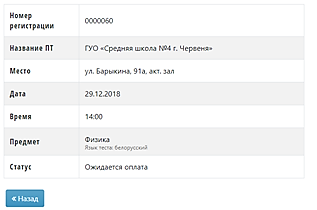 Номер регистрации 0000060
Название ПТ ГУО «Средняя школа №4 г. Червеня»
Место ул. Барыкина, 91а, акт. зал
Дата 29.12.2018
Время 14:00
Предмет Физика
Язык теста: белорусский
Статус Ожидается оплата
« Назад